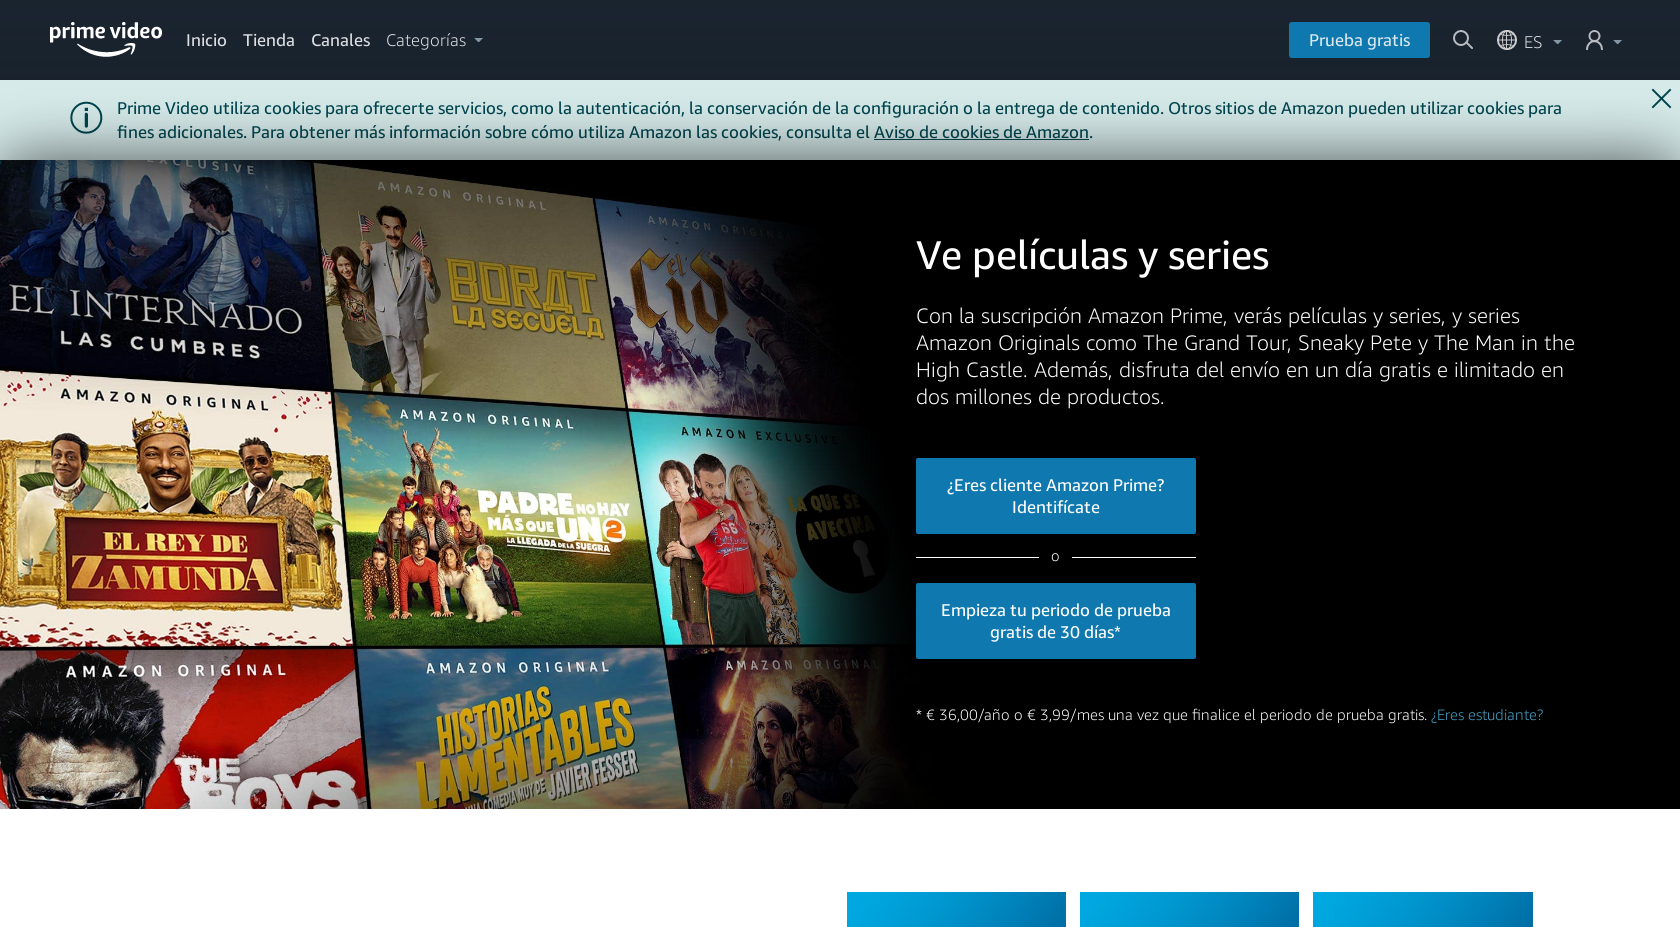 prime video
Inicio
Tienda
Canales
Categorías
Prueba gratis
ES
Prime Video utiliza cookies para ofrecerte servicios, como la autenticación, la conservación de la configuración o la entrega de contenido. Otros sitios de Amazon pueden utilizar cookies para
fines adicionales. Para obtener más información sobre cómo utiliza Amazon las cookies, consulta el Aviso de cookies de Amazon.
EXCLUSIVE
EL INTERNADO
LAS CUMBRES
AMAZON ORIGINAL
BORAT
LA SECUELA
AMAZON ORIGINAL
el
Cid
AMAZON ORIGINAL
EL REY DE
ZAMUNDA
AMAZON ORIGINAL
PADRE NO HAY
MÁS QUE UNO 2
LA LLEGADA DE LA SUEGRA
AMAZON EXCLUSIVE
66
LA QUE SE
AVECINA
AMAZON ORIGINAL
THE
BOYS
AMAZON ORIGINAL
HISTORIAS
LAMENTABLES
UNA COMEDIA MUY DE JAVIER FESSER
AMAZON ORIGINAL
Ve películas y series
Con la suscripción Amazon Prime, verás películas y series, y series
Amazon Originals como The Grand Tour, Sneaky Pete y The Man in the
High Castle. Además, disfruta del envío en un día gratis e ilimitado en
dos millones de productos.
¿Eres cliente Amazon Prime?
Identifícate
o
Empieza tu periodo de prueba
gratis de 30 días*
* € 36,00/año o € 3,99/mes una vez que finalice el periodo de prueba gratis. ¿Eres estudiante?